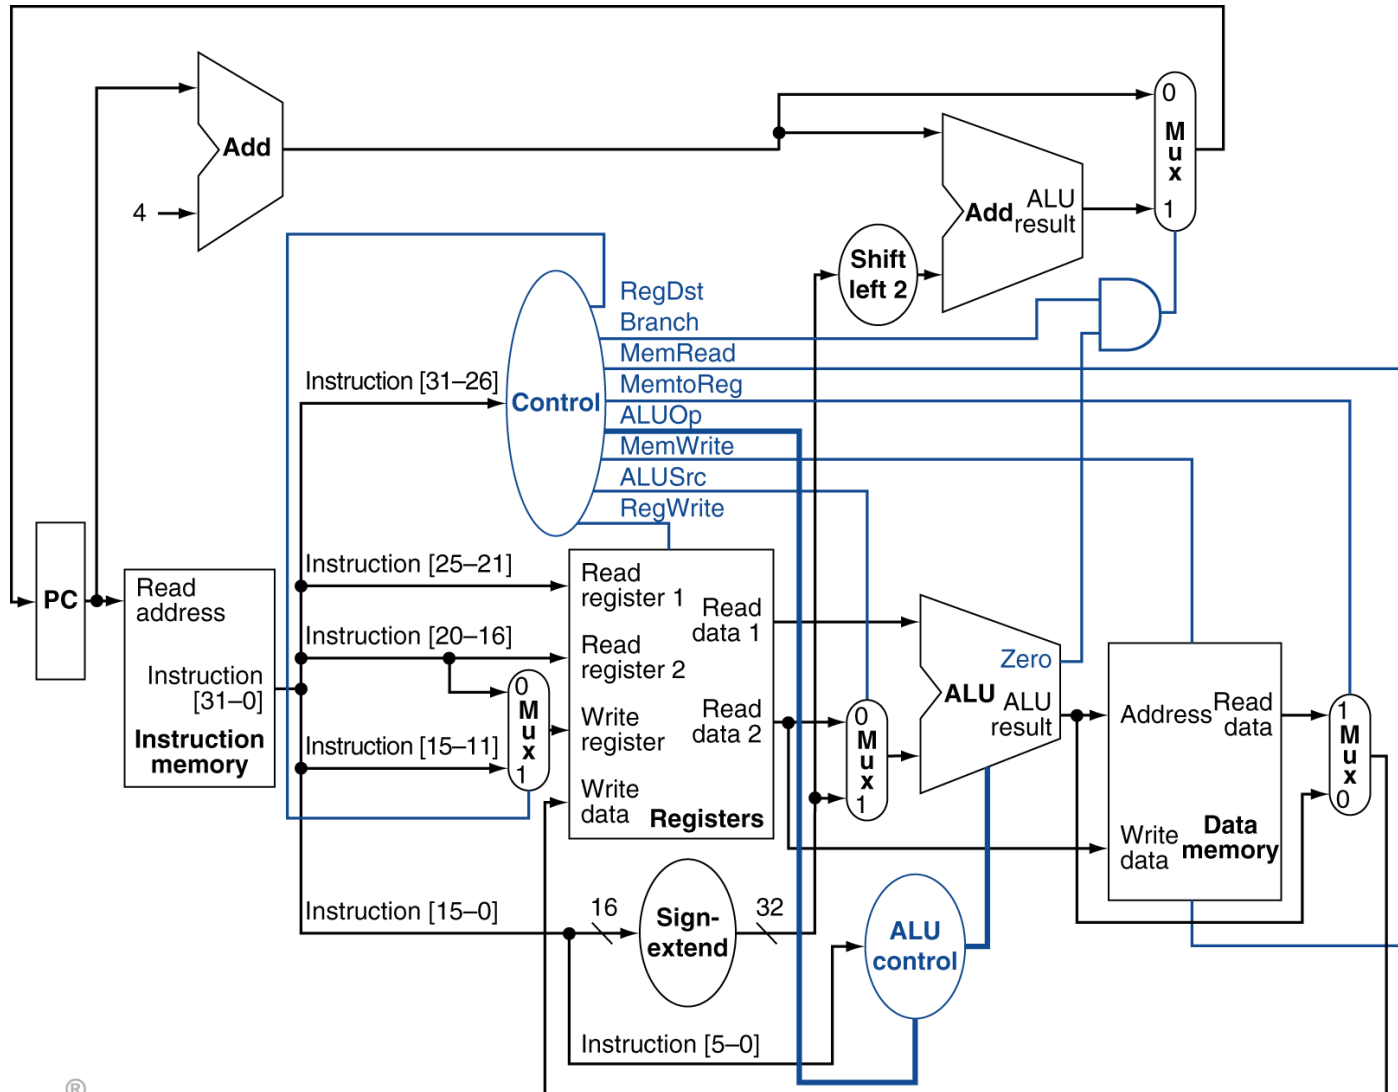 0
M
u
x
1
Add
4
ALU
Add result
Shift
left 2
RegDst
Branch
MemRead
Instruction [31–26]
MemtoReg
Control
ALUOp
MemWrite
ALUSrc
RegWrite
Instruction [25–21]
Read
register 1
Read
data 1
PC
Read
address
Instruction [20–16]
Read
register 2
Zero
Instruction
[31–0]
Instruction
memory
0
M
u
x
1
Instruction [15–11]
Write
register
Read
data 2
Write
data
Registers
0
M
u
x
1
ALU
ALU
result
Address
Read
data
1
M
u
x
0
Write
data
Data
memory
Instruction [15–0]
16
Sign-
extend
32
ALU
control
Instruction [5–0]
®